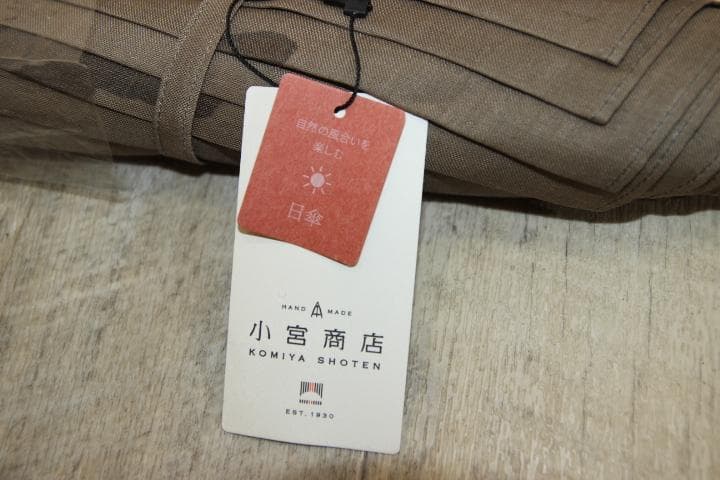 自然の風合いを
楽しむ
日傘
HAND MADE
小宮商店
KOMIYA SHOTEN
EST. 1930